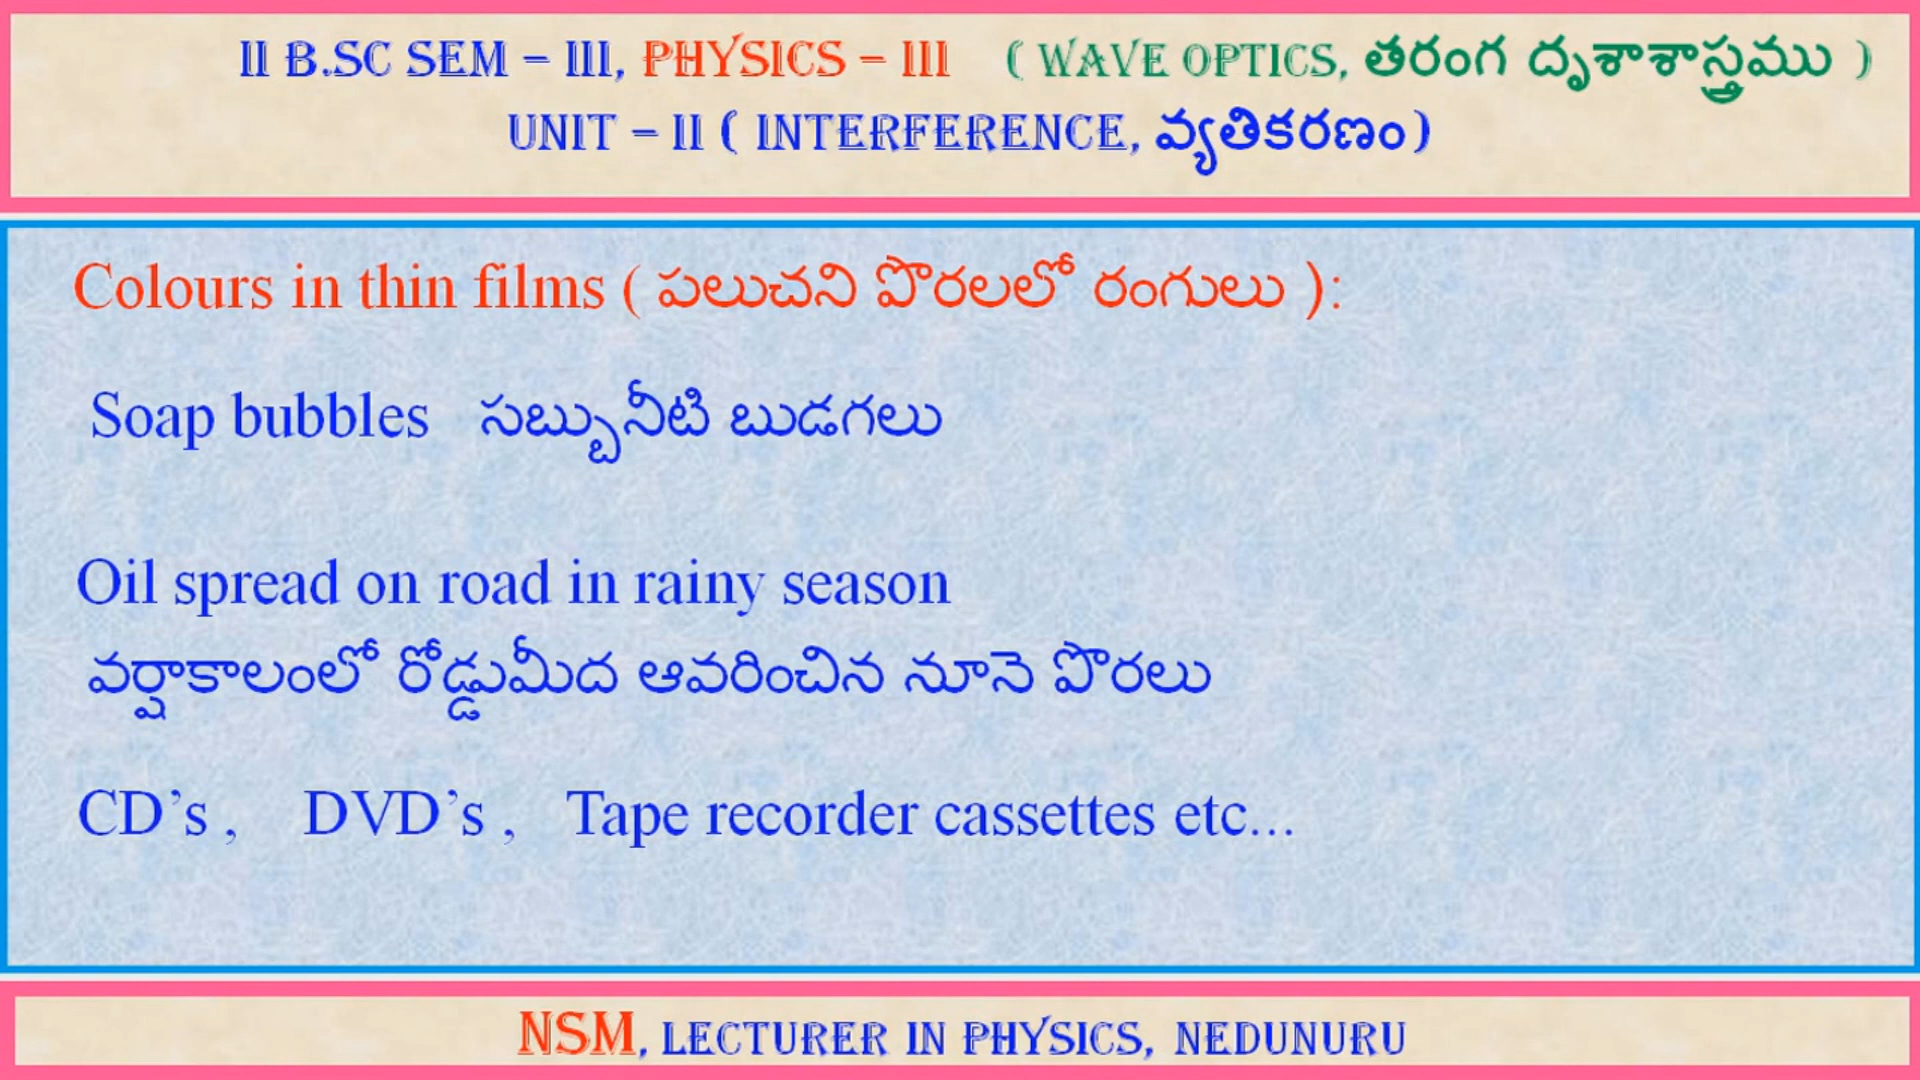 II B.SC SEM – III, PHYSICS – III ( WAVE OPTICS, తరంగ దృశాశాస్త్రము )
UNIT – II ( INTERFERENCE, వ్యతికరణం)
Colours in thin films ( పలుచని పొరలలో రంగులు ):
Soap bubbles సబ్బునీటి బుడగలు
Oil spread on road in rainy season
వర్షాకాలంలో రోడ్డుమీద ఆవరించిన నూనె పొరలు
CD’s , DVD’s , Tape recorder cassettes etc...
NSM, LECTURER IN PHYSICS, NEDUNURU